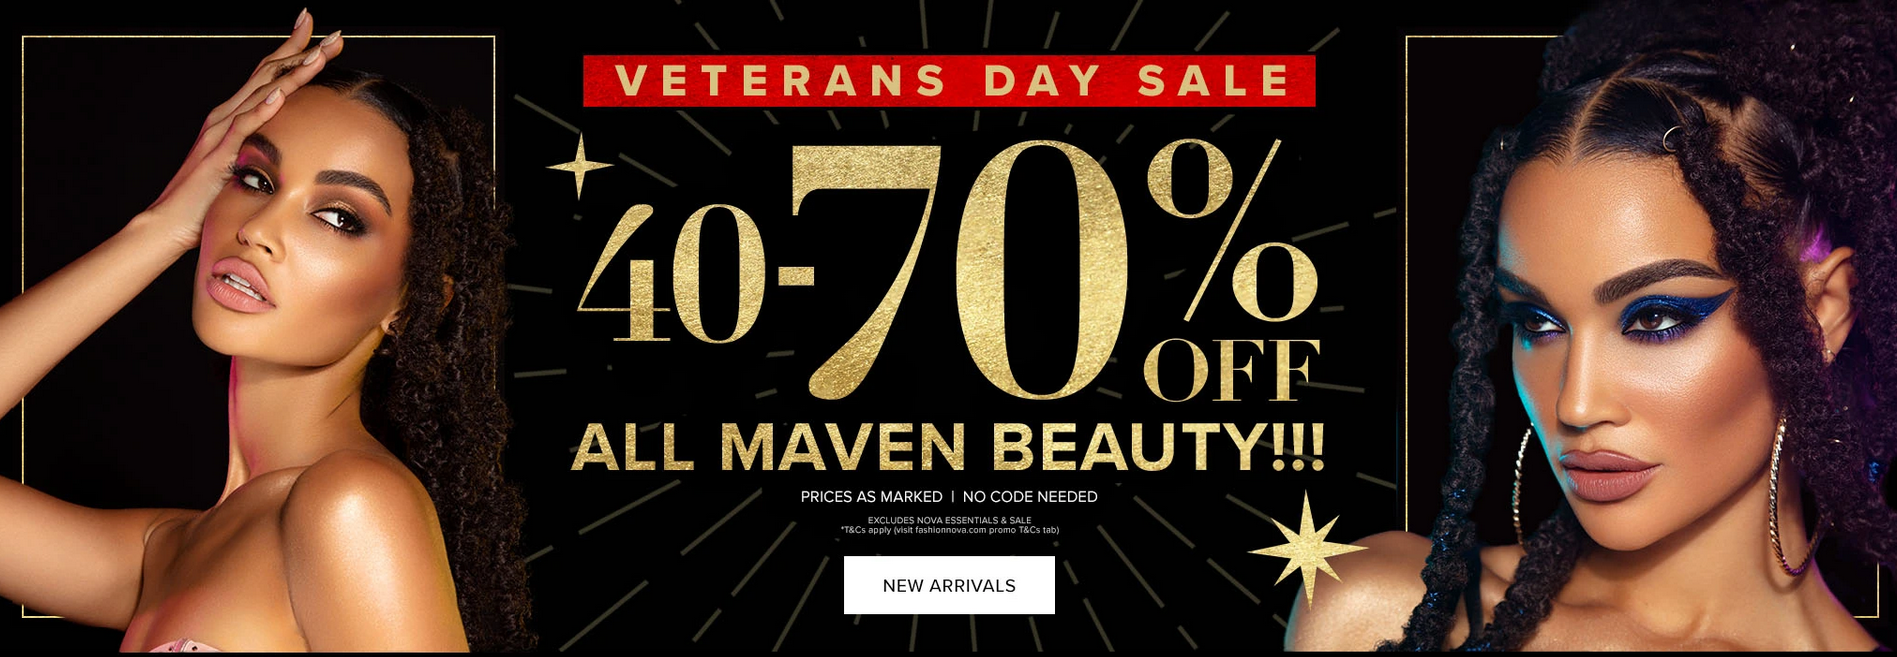 VETERANS DAY SALE
40-70% OFF
ALL MAVEN BEAUTY!!!
PRICES AS MARKED | NO CODE NEEDED
EXCLUDES NOVA ESSENTIALS & SALE
*T&Cs apply (visit fashionnova.com promo T&Cs tab)
NEW ARRIVALS